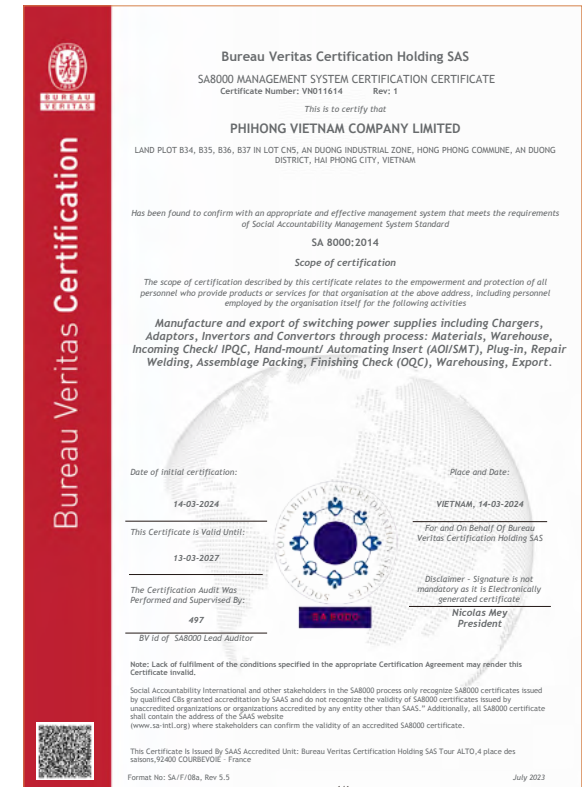 BUREAU
VERITAS
Bureau Veritas Certification
Bureau Veritas Certification Holding SAS
SA8000 MANAGEMENT SYSTEM CERTIFICATION CERTIFICATE
Certificate Number: VN011614 Rev: 1
This is to certify that
PHIHONG VIETNAM COMPANY LIMITED
LAND PLOT B34, B35, B36, B37 IN LOT CN5, AN DUONG INDUSTRIAL ZONE, HONG PHONG COMMUNE, AN DUONG
DISTRICT, HAI PHONG CITY, VIETNAM
Has been found to confirm with an appropriate and effective management system that meets the requirements
of Social Accountability Management System Standard
SA 8000:2014
Scope of certification
The scope of certification described by this certificate relates to the empowerment and protection of all
personnel who provide products or services for that organisation at the above address, including personnel
employed by the organisation itself for the following activities
Manufacture and export of switching power supplies including Chargers,
Adaptors, Invertors and Convertors through process: Materials, Warehouse,
Incoming Check/ IPQC, Hand-mount/ Automating Insert (AOI/SMT), Plug-in, Repair
Welding, Assemblage Packing, Finishing Check (OQC), Warehousing, Export.
Date of initial certification:
14-03-2024
This Certificate is Valid Until:
13-03-2027
The Certification Audit Was
Performed and Supervised By:
497
BV id of SA8000 Lead Auditor
SOCIAL ACCOUNTABILITY ACCREDITATION SERVICES
SA 8000
Place and Date:
VIETNAM, 14-03-2024
For and On Behalf Of Bureau
Veritas Certification Holding SAS
Disclaimer - Signature is not
mandatory as it is Electronically
generated certificate
Nicolas Mey
President
Note: Lack of fulfilment of the conditions specified in the appropriate Certification Agreement may render this
Certificate invalid.
Social Accountability International and other stakeholders in the SA8000 process only recognize SA8000 certificates issued
by qualified CBs granted accreditation by SAAS and do not recognize the validity of SA8000 certificates issued by
unaccredited organizations or organizations accredited by any entity other than SAAS." Additionally, all SA8000 certificate
shall contain the address of the SAAS website
(www.sa-intl.org) where stakeholders can confirm the validity of an accredited SA8000 certificate.
This Certificate Is Issued By SAAS Accredited Unit: Bureau Veritas Certification Holding SAS Tour ALTO,4 place des
saisons,92400 COURBEVOIE - France
Format No: SA/F/08a, Rev 5.5 July 2023